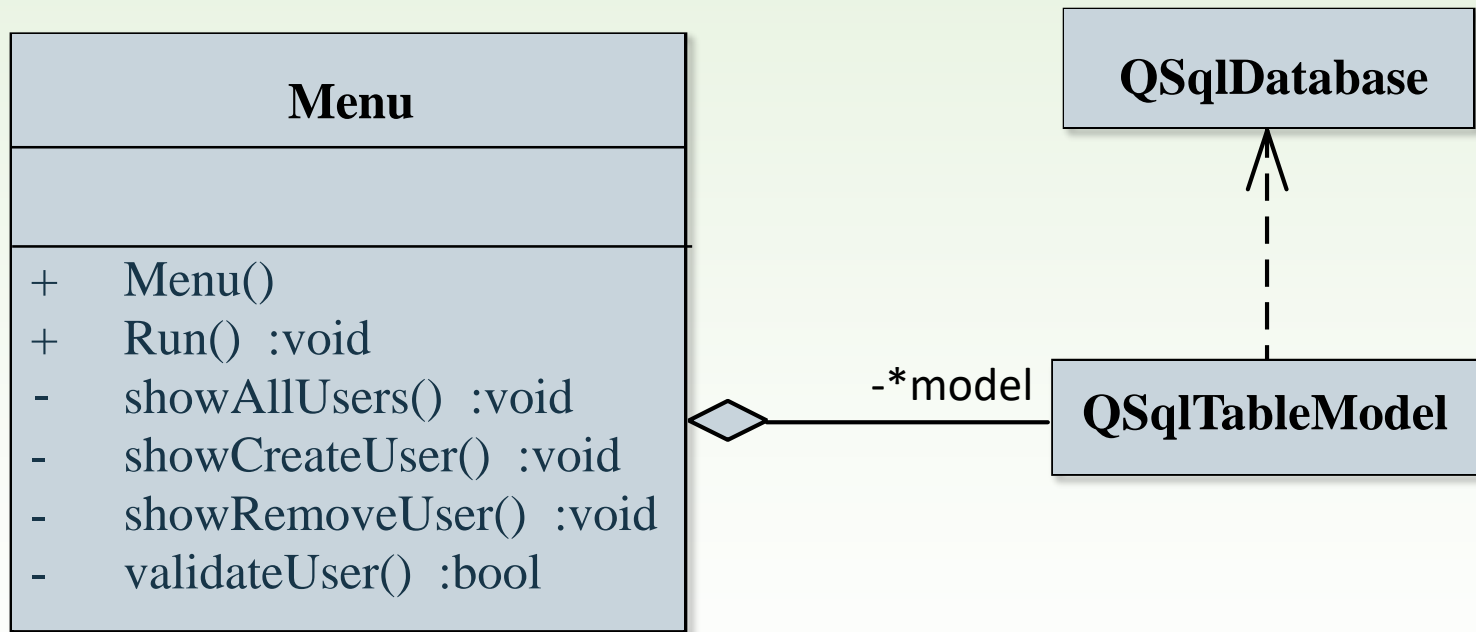 Menu
+ Menu()
+ Run() :void
- showAllUsers() :void
- showCreateUser() :void
- showRemoveUser() :void
- validateUser() :bool
QSqlDatabase
-*model
QSqlTableModel